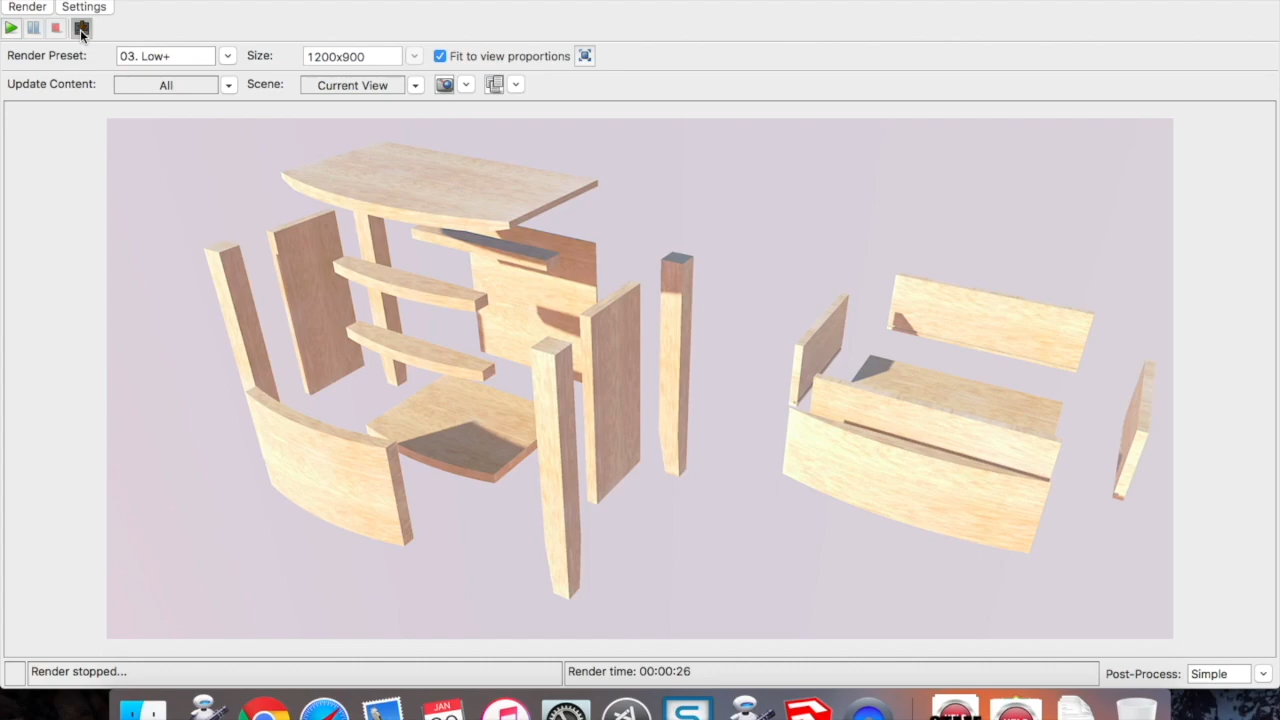 Render Settings
Render Preset: 03. Low+ Size: 1200x900 Fit to view proportions
Update Content: All Scene: Current View
Render stopped... Render time: 00:00:26 Post-Process: Simple
JAN